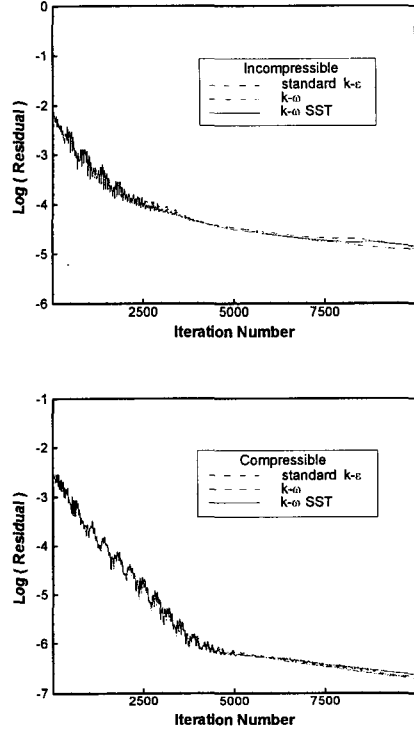 0
-1
-2
-3
-4
-5
-6
Log ( Residual )
Incompressible
standard k-ε
k-ω
k-ω SST
2500
5000
7500
Iteration Number
-1
-2
-3
-4
-5
-6
-7
Log ( Residual )
Compressible
standard k-ε
k-ω
k-ω SST
2500
5000
7500
Iteration Number